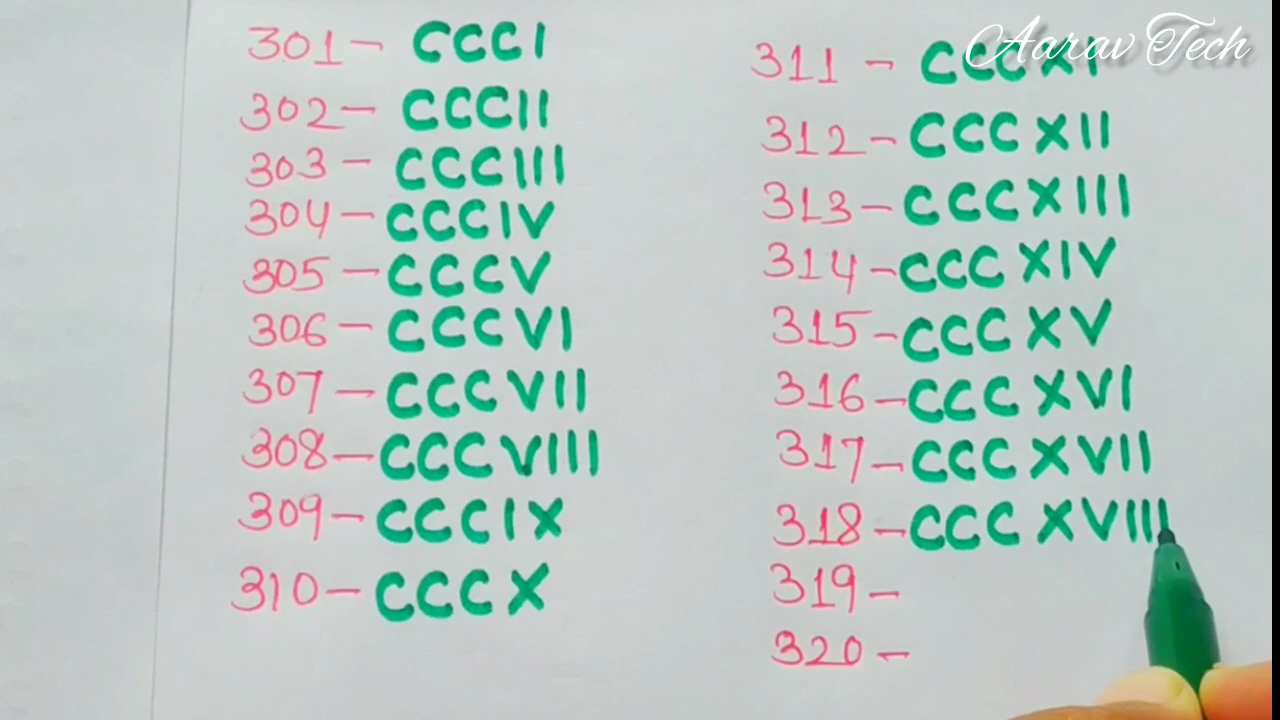 Aarav Tech
301- CCCI
302- CCCII
303- CCCIII
304- CCCIV
305- CCCV
306- CCCVI
307- CCCVII
308- CCCVIII
309- CCCIX
310- CCCX
311- CCCXI
312- CCCXII
313- CCCXIII
314- CCCXIV
315- CCCXV
316- CCCXVI
317- CCCXVII
318- CCCXVIII
319-
320-